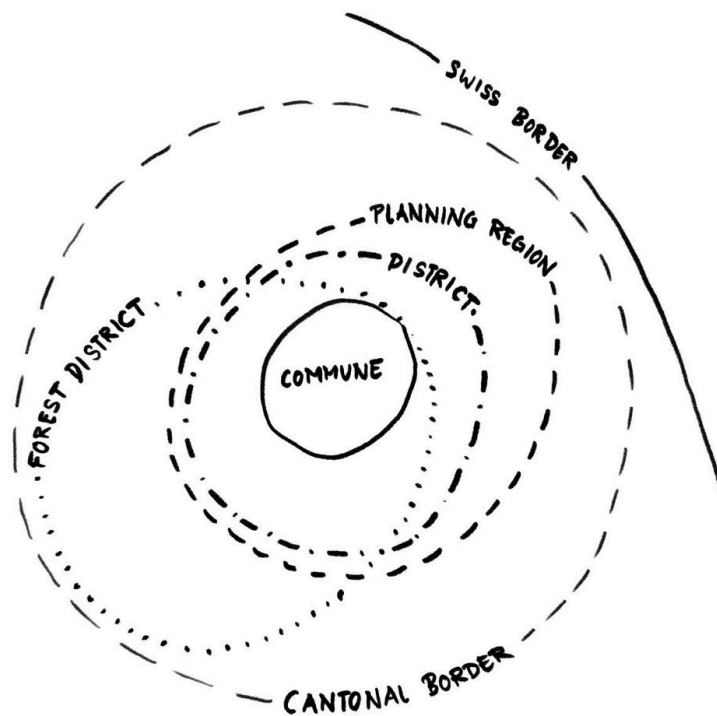 SWISS BORDER
PLANNING REGION
DISTRICT
FOREST DISTRICT
COMMUNE
CANTONAL BORDER